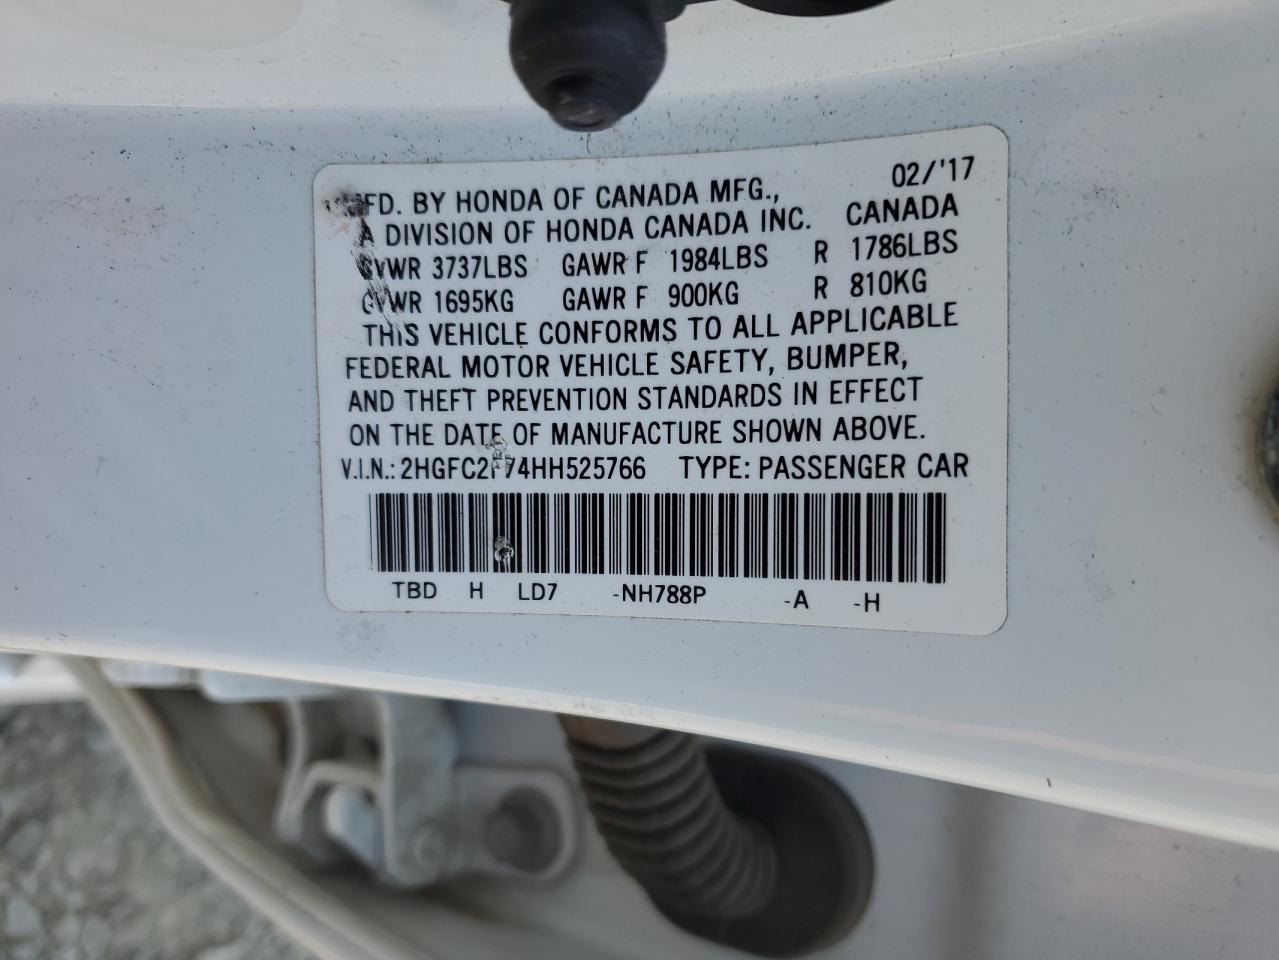 MFD. BY HONDA OF CANADA MFG., 02/'17
A DIVISION OF HONDA CANADA INC. CANADA
GVWR 3737LBS GAWR F 1984LBS R 1786LBS
GVWR 1695KG GAWR F 900KG R 810KG
THIS VEHICLE CONFORMS TO ALL APPLICABLE
FEDERAL MOTOR VEHICLE SAFETY, BUMPER,
AND THEFT PREVENTION STANDARDS IN EFFECT
ON THE DATE OF MANUFACTURE SHOWN ABOVE.
V.I.N.: 2HGFC2F74HH525766 TYPE: PASSENGER CAR
TBD H LD7 -NH788P -A -H